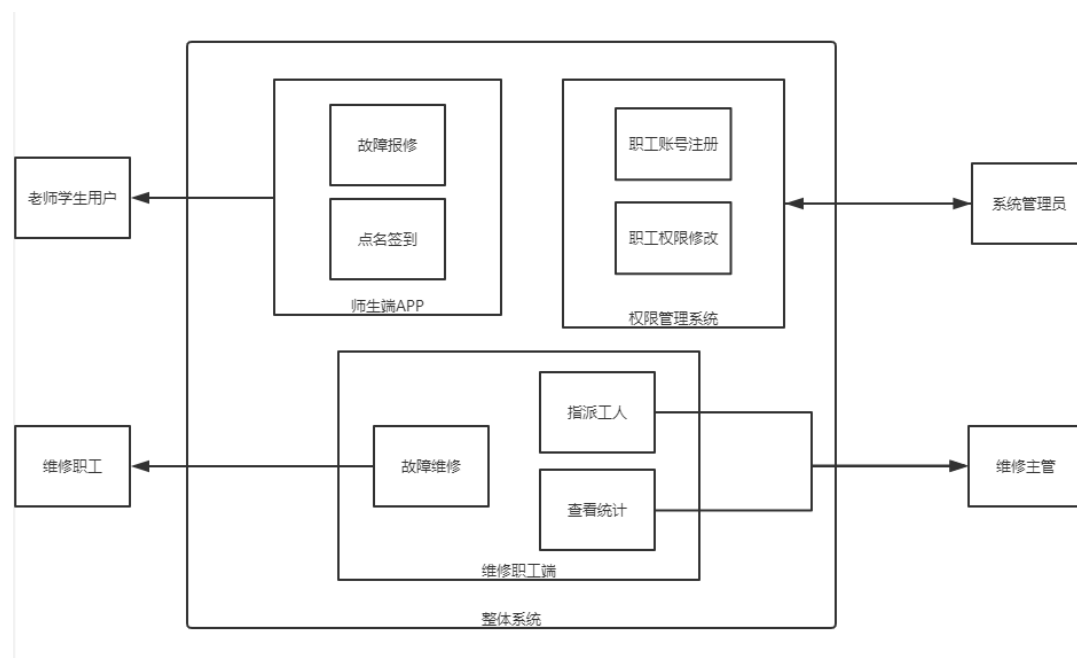 故障报修
职工账号注册
老师学生用户
系统管理员
点名签到
职工权限修改
师生端APP
权限管理系统
指派工人
维修职工
故障维修
维修主管
查看统计
维修职工端
整体系统